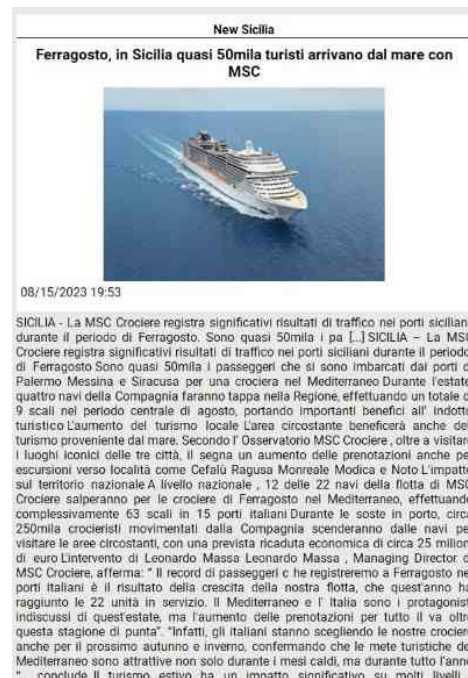 New Sicilia
Ferragosto, in Sicilia quasi 50mila turisti arrivano dal mare con
MSC
08/15/2023 19:53
SICILIA - La MSC Crociere registra significativi risultati di traffico nei porti siciliani
durante il periodo di Ferragosto. Sono quasi 50mila i pa [...] SICILIA – La MSC
Crociere registra significativi risultati di traffico nei porti siciliani durante il periodo
di Ferragosto Sono quasi 50mila i passeggeri che si sono imbarcati dai porti di
Palermo Messina e Siracusa per una crociera nel Mediterraneo Durante l'estate
quattro navi della Compagnia faranno tappa nella Regione, effettuando un totale di
9 scali nel periodo centrale di agosto, portando importanti benefici all' indotto
turistico L'aumento del turismo locale L'area circostante beneficerà anche del
turismo proveniente dal mare. Secondo l' Osservatorio MSC Crociere , oltre a visitare
i luoghi iconici delle tre città, il segna un aumento delle prenotazioni anche per
escursioni verso località come Cefalù Ragusa Monreale Modica e Noto L'impatto
sul territorio nazionale A livello nazionale , 12 delle 22 navi della flotta di MSC
Crociere salperanno per le crociere di Ferragosto nel Mediterraneo, effettuando
complessivamente 63 scali in 15 porti italiani Durante le soste in porto, circa
250mila crocieristi movimentati dalla Compagnia scenderanno dalle navi per
visitare le aree circostanti, con una prevista ricaduta economica di circa 25 milioni
di euro L'intervento di Leonardo Massa Leonardo Massa , Managing Director di
MSC Crociere, afferma: " Il record di passeggeri c he registreremo a Ferragosto nei
porti italiani è il risultato della crescita della nostra flotta, che quest'anno ha
raggiunto le 22 unità in servizio. Il Mediterraneo e l' Italia sono i protagonisti
indiscussi di quest'estate, ma l'aumento delle prenotazioni per tutto il va oltre
questa stagione di punta". "Infatti, gli italiani stanno scegliendo le nostre crociere
anche per il prossimo autunno e inverno, confermando che le mete turistiche del
Mediterraneo sono attrattive non solo durante i mesi caldi, ma durante tutto l'anno
", conclude Il turismo estivo ha un impatto significativo su molti livelli,